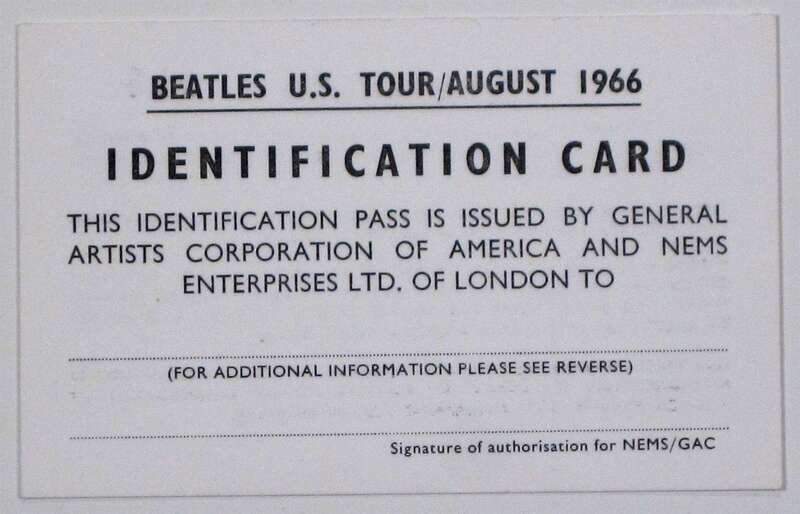 BEATLES U.S. TOUR/AUGUST 1966
IDENTIFICATION CARD
THIS IDENTIFICATION PASS IS ISSUED BY GENERAL
ARTISTS CORPORATION OF AMERICA AND NEMS
ENTERPRISES LTD. OF LONDON TO
(FOR ADDITIONAL INFORMATION PLEASE SEE REVERSE)
Signature of authorisation for NEMS/GAC